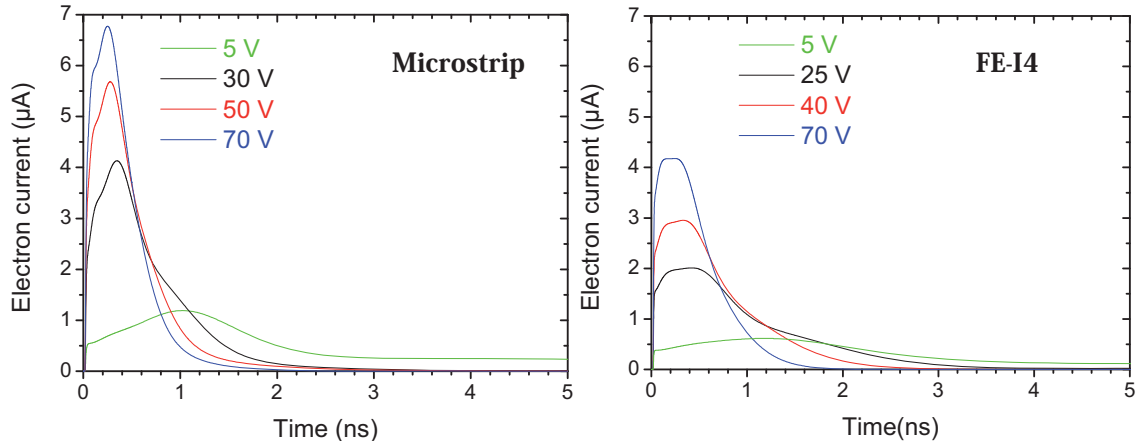 7
6
5
4
3
2
1
0
Electron current (μA)
5 V
30 V
50 V
70 V
Microstrip
0 1 2 3 4 5
Time (ns)
7
6
5
4
3
2
1
0
Electron current (μA)
5 V
25 V
40 V
70 V
FE-I4
0 1 2 3 4 5
Time(ns)